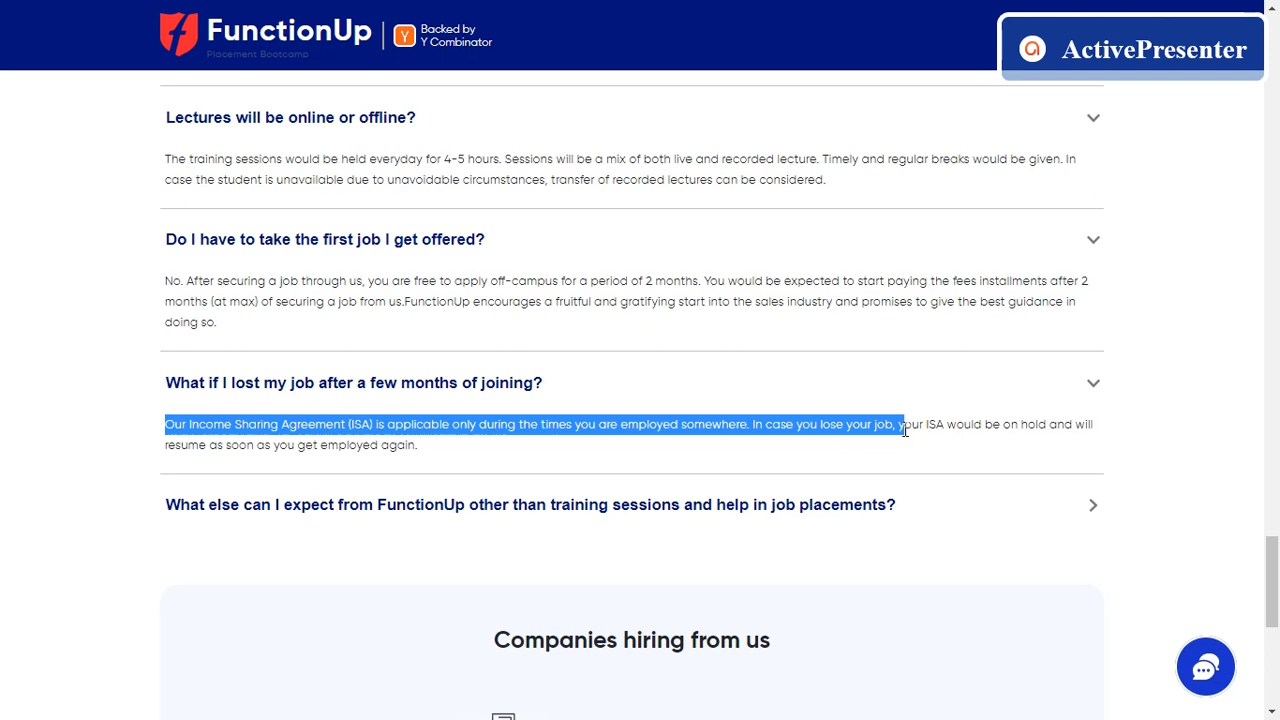 FunctionUp
Placement Bootcamp
Backed by
Y Combinator
ActivePresenter
Lectures will be online or offline?
The training sessions would be held everyday for 4-5 hours. Sessions will be a mix of both live and recorded lecture. Timely and regular breaks would be given. In
case the student is unavailable due to unavoidable circumstances, transfer of recorded lectures can be considered.
Do I have to take the first job I get offered?
No. After securing a job through us, you are free to apply off-campus for a period of 2 months. You would be expected to start paying the fees installments after 2
months (at max) of securing a job from us.FunctionUp encourages a fruitful and gratifying start into the sales industry and promises to give the best guidance in
doing so.
What if I lost my job after a few months of joining?
Our Income Sharing Agreement (ISA) is applicable only during the times you are employed somewhere. In case you lose your job, your ISA would be on hold and will
resume as soon as you get employed again.
What else can I expect from FunctionUp other than training sessions and help in job placements?
Companies hiring from us